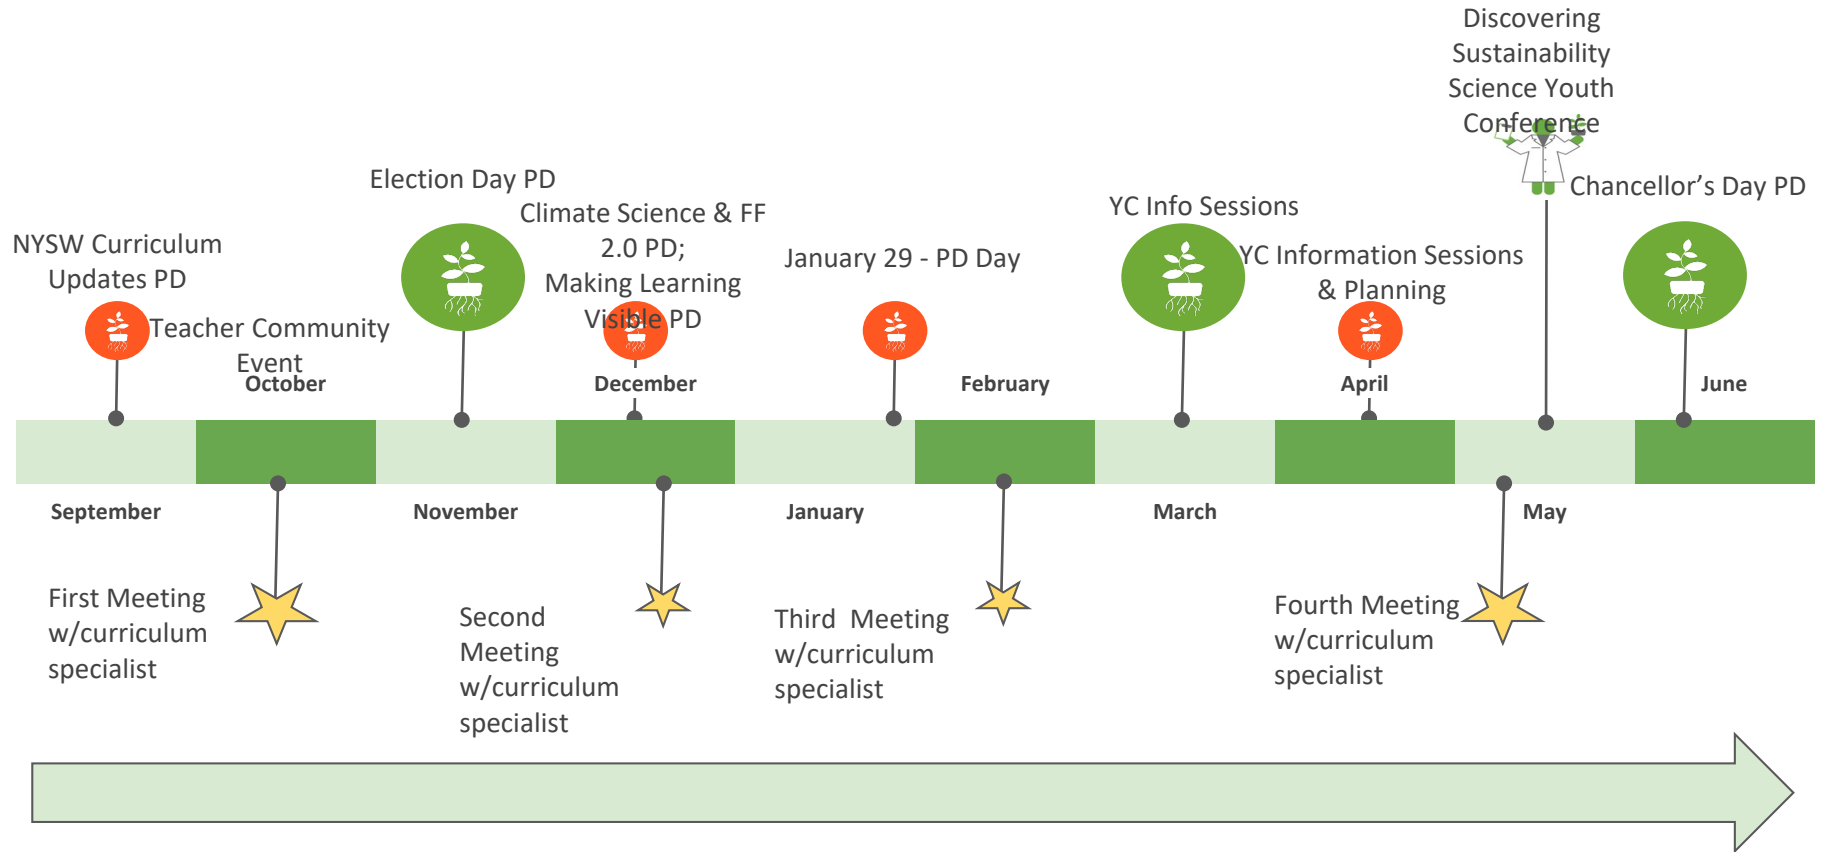 Discovering
Sustainability
Science Youth
Conference
Election Day PD
Chancellor’s Day PD
Climate Science & FF
2.0 PD;
Making Learning
Visible PD
YC Info Sessions
NYSW Curriculum
Updates PD
January 29 - PD Day
YC Information Sessions
& Planning
Teacher Community
Event
October
December
February
April
June
September
November
January
March
May
First Meeting
w/curriculum
specialist
Second
Meeting
w/curriculum
specialist
Third  Meeting
w/curriculum
specialist
Fourth Meeting
w/curriculum
specialist